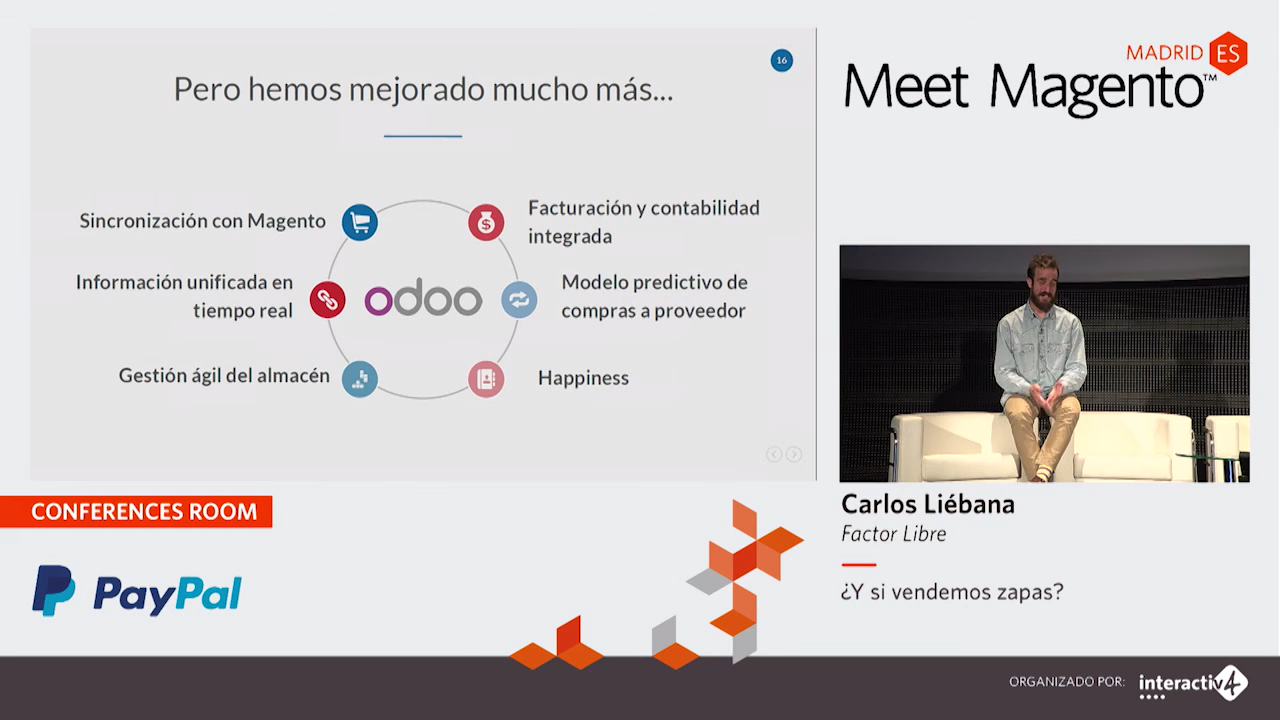 16
Pero hemos mejorado mucho más...
Sincronización con Magento
Información unificada en
tiempo real
Gestión ágil del almacén
odoo
$
Facturación y contabilidad
integrada
Modelo predictivo de
compras a proveedor
Happiness
MADRID ES
Meet Magento™
CONFERENCES ROOM
PayPal
Carlos Liébana
Factor Libre
¿Y si vendemos zapas?
ORGANIZADO POR: interactiv4